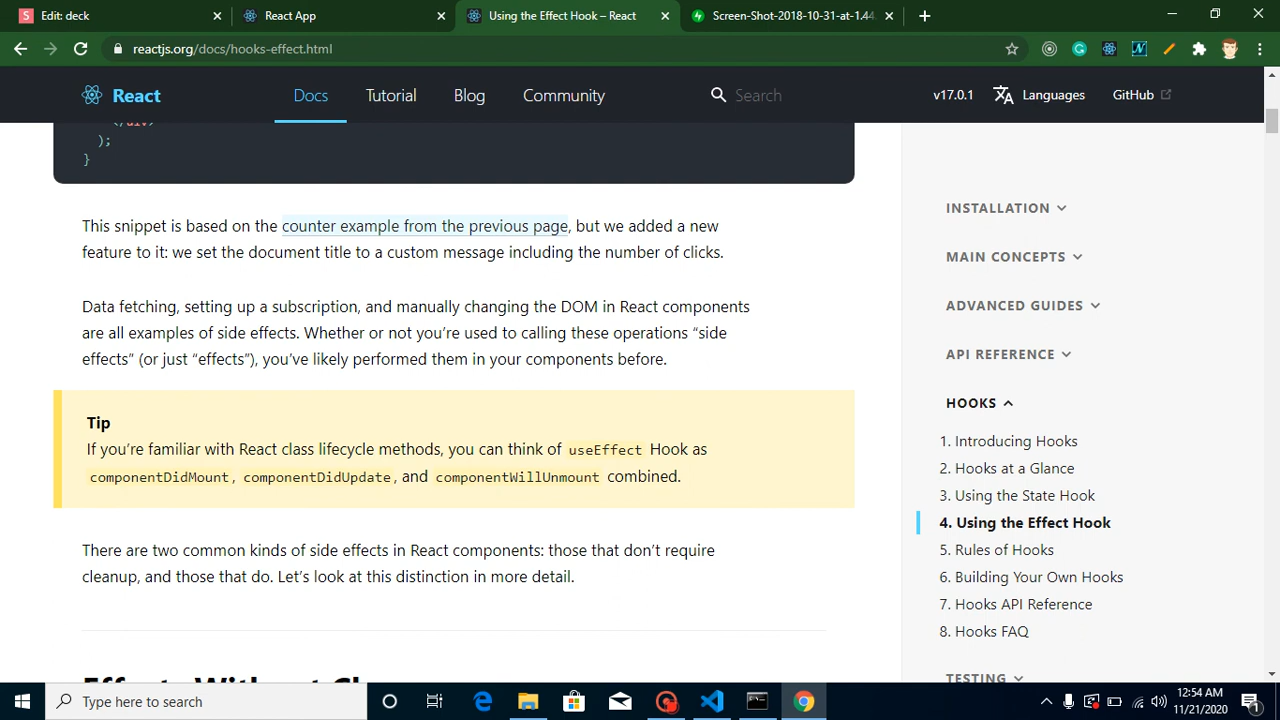 Edit: deck
React App
Using the Effect Hook – React
Screen-Shot-2018-10-31-at-1.44.
reactjs.org/docs/hooks-effect.html
React
Docs
Tutorial
Blog
Community
Search
v17.0.1
Languages
GitHub
</div>
);
}
This snippet is based on the counter example from the previous page, but we added a new
feature to it: we set the document title to a custom message including the number of clicks.
Data fetching, setting up a subscription, and manually changing the DOM in React components
are all examples of side effects. Whether or not you’re used to calling these operations “side
effects” (or just “effects”), you’ve likely performed them in your components before.
Tip
If you’re familiar with React class lifecycle methods, you can think of useEffect Hook as
componentDidMount, componentDidUpdate, and componentWillUnmount combined.
There are two common kinds of side effects in React components: those that don’t require
cleanup, and those that do. Let’s look at this distinction in more detail.
INSTALLATION
MAIN CONCEPTS
ADVANCED GUIDES
API REFERENCE
HOOKS
1. Introducing Hooks
2. Hooks at a Glance
3. Using the State Hook
4. Using the Effect Hook
5. Rules of Hooks
6. Building Your Own Hooks
7. Hooks API Reference
8. Hooks FAQ
TESTING
Type here to search
12:54 AM
11/21/2020